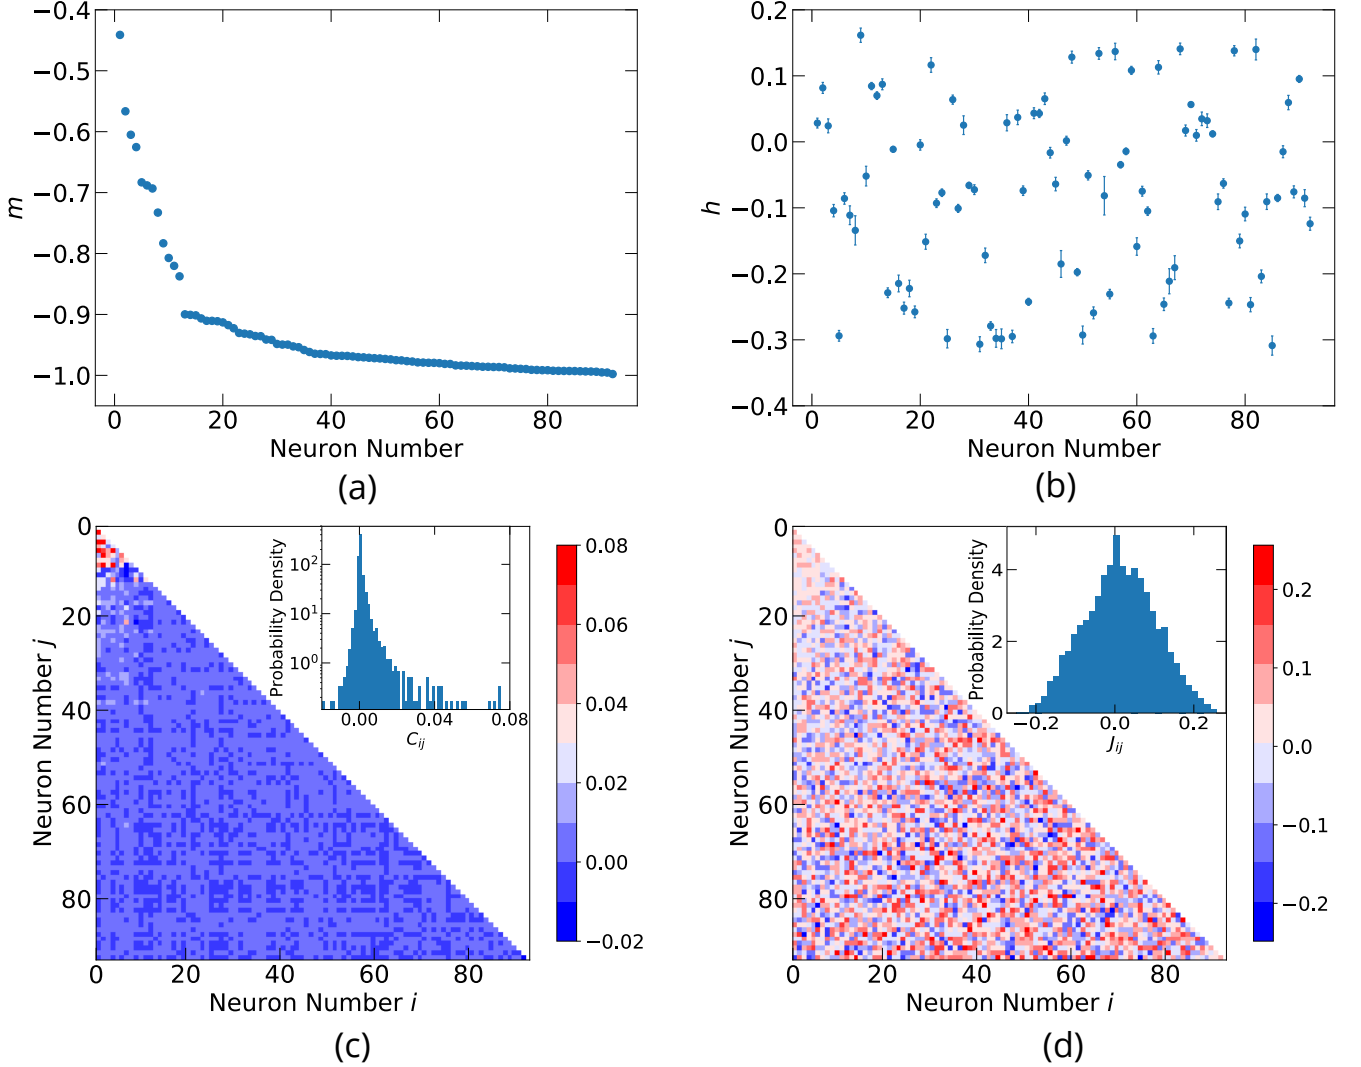 −0.4
−0.5
−0.6
−0.7
−0.8
−0.9
−1.0
m
0 20 40 60 80
Neuron Number
(a)
0.2
0.1
0.0
−0.1
−0.2
−0.3
−0.4
h
0 20 40 60 80
Neuron Number
(b)
0
20
40
60
80
Neuron Number j
0 20 40 60 80
Neuron Number i
Probability Density
10²
10¹
10⁰
0.00 0.04 0.08
C_{ij}
0.08
0.06
0.04
0.02
0.00
−0.02
(c)
0
20
40
60
80
Neuron Number j
0 20 40 60 80
Neuron Number i
Probability Density
4
2
0
−0.2 0.0 0.2
J_{ij}
0.2
0.1
0.0
−0.1
−0.2
(d)